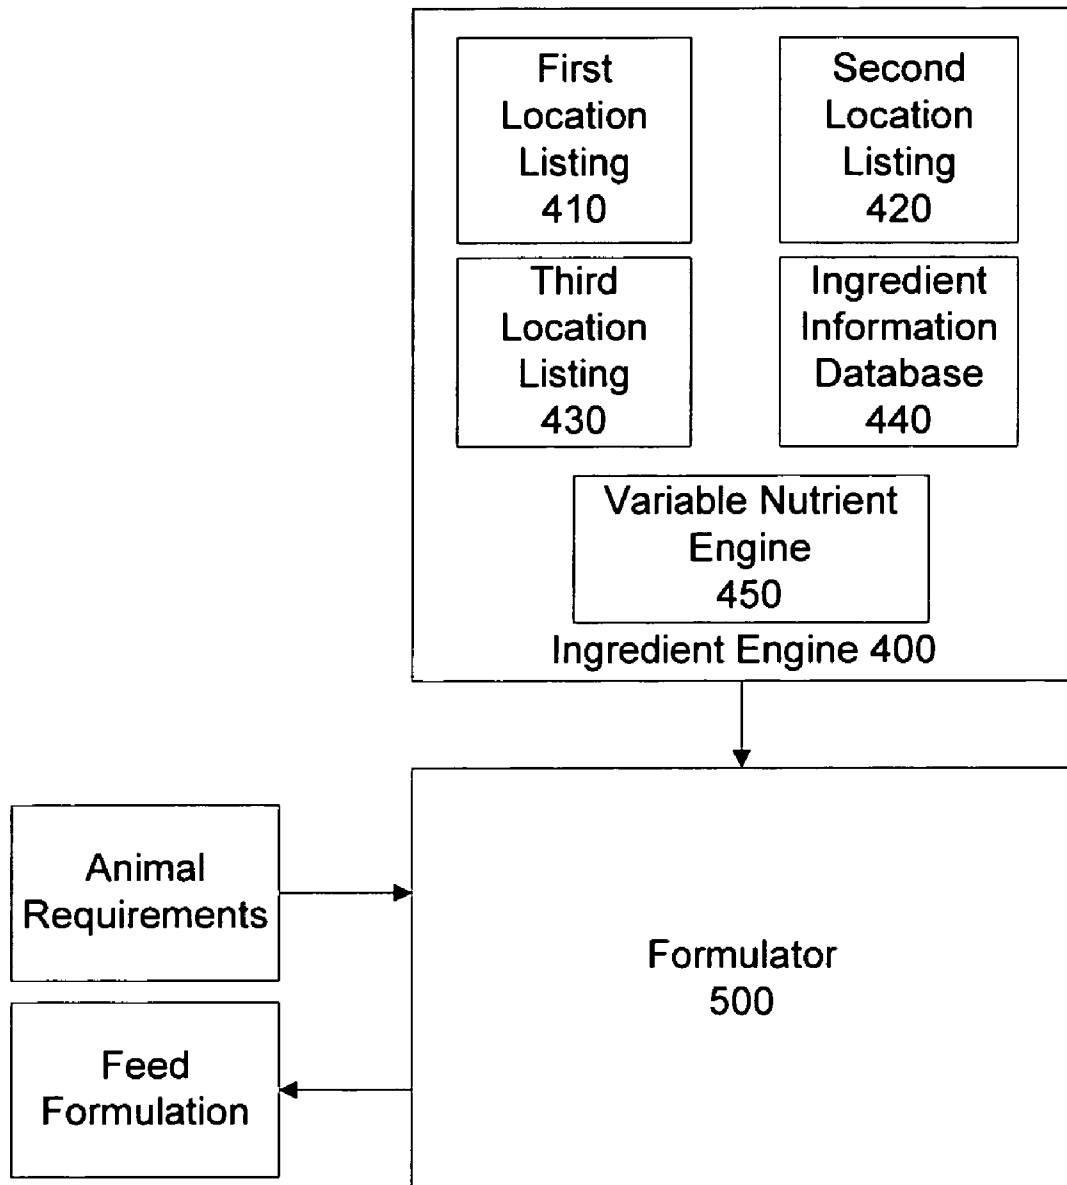 First
Location
Listing
410
Second
Location
Listing
420
Third
Location
Listing
430
Ingredient
Information
Database
440
Variable Nutrient
Engine
450
Ingredient Engine 400
Animal
Requirements
Formulator
500
Feed
Formulation